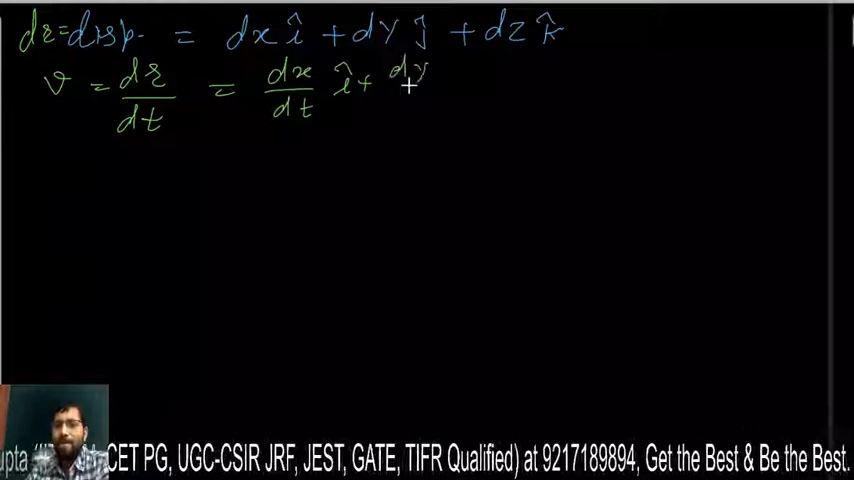 dr = disp. = dx î + dy ĵ + dz k̂
v = dr/dt = dx/dt î + dy
CET PG, UGC-CSIR JRF, JEST, GATE, TIFR Qualified) at 9217189894, Get the Best & Be the Best.